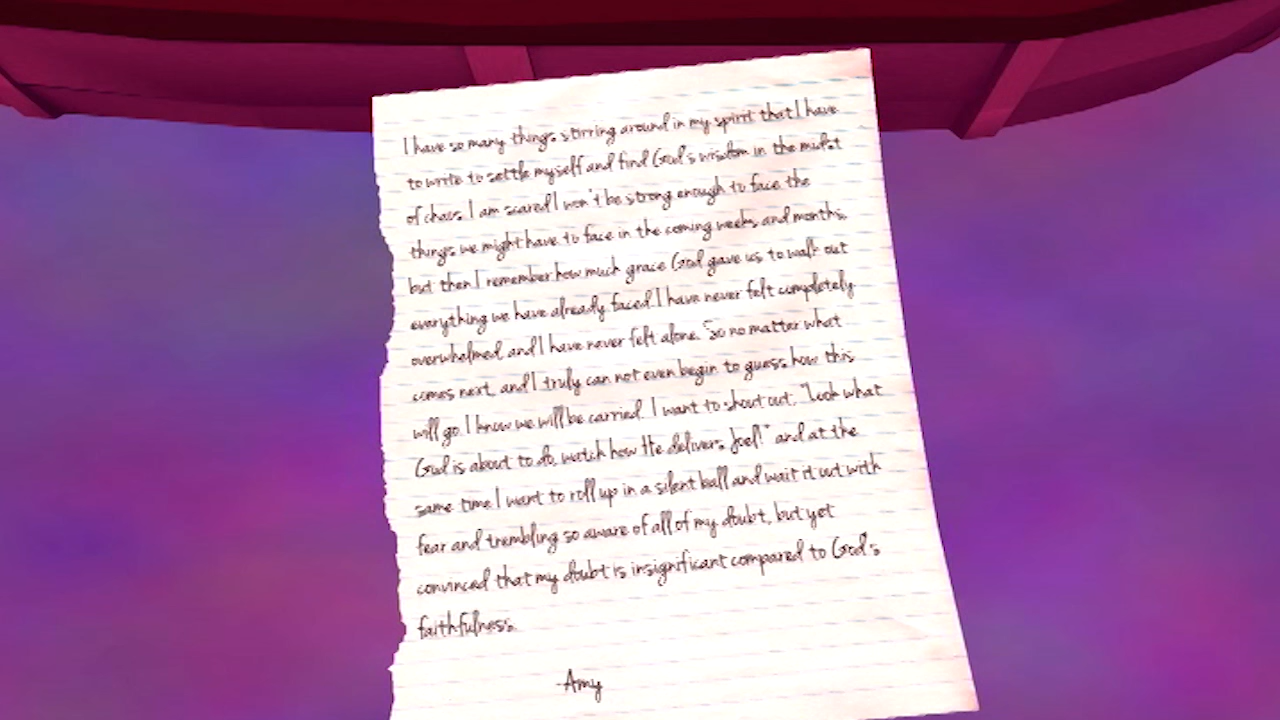 I have so many things stirring around in my spirit that I have
to write to settle myself and find God's wisdom in the midst
of chaos. I am scared I won't be strong enough to face the
things we might have to face in the coming weeks and months,
but then I remember how much grace God gave us to walk out
everything we have already faced. I have never felt completely
overwhelmed, and I have never felt alone. So no matter what
comes next, and I truly can not even begin to guess how this
will go. I know we will be carried. I want to shout out, "Look what
God is about to do, watch how He delivers Joel!" and at the
same time I want to roll up in a silent ball and wait it out with
fear and trembling so aware of all of my doubt, but yet
convinced that my doubt is insignificant compared to God's
faithfulness.
-Amy